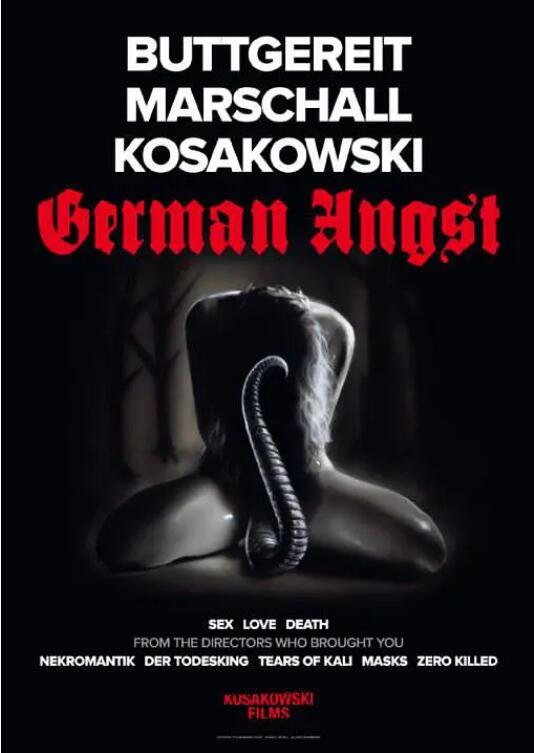 BUTTGEREIT
MARSCHALL
KOSAKOWSKI
German Angst
SEX LOVE DEATH
FROM THE DIRECTORS WHO BROUGHT YOU
NEKROMANTIK DER TODESKING TEARS OF KALI MASKS ZERO KILLED
KOSAKOWSKI
FILMS